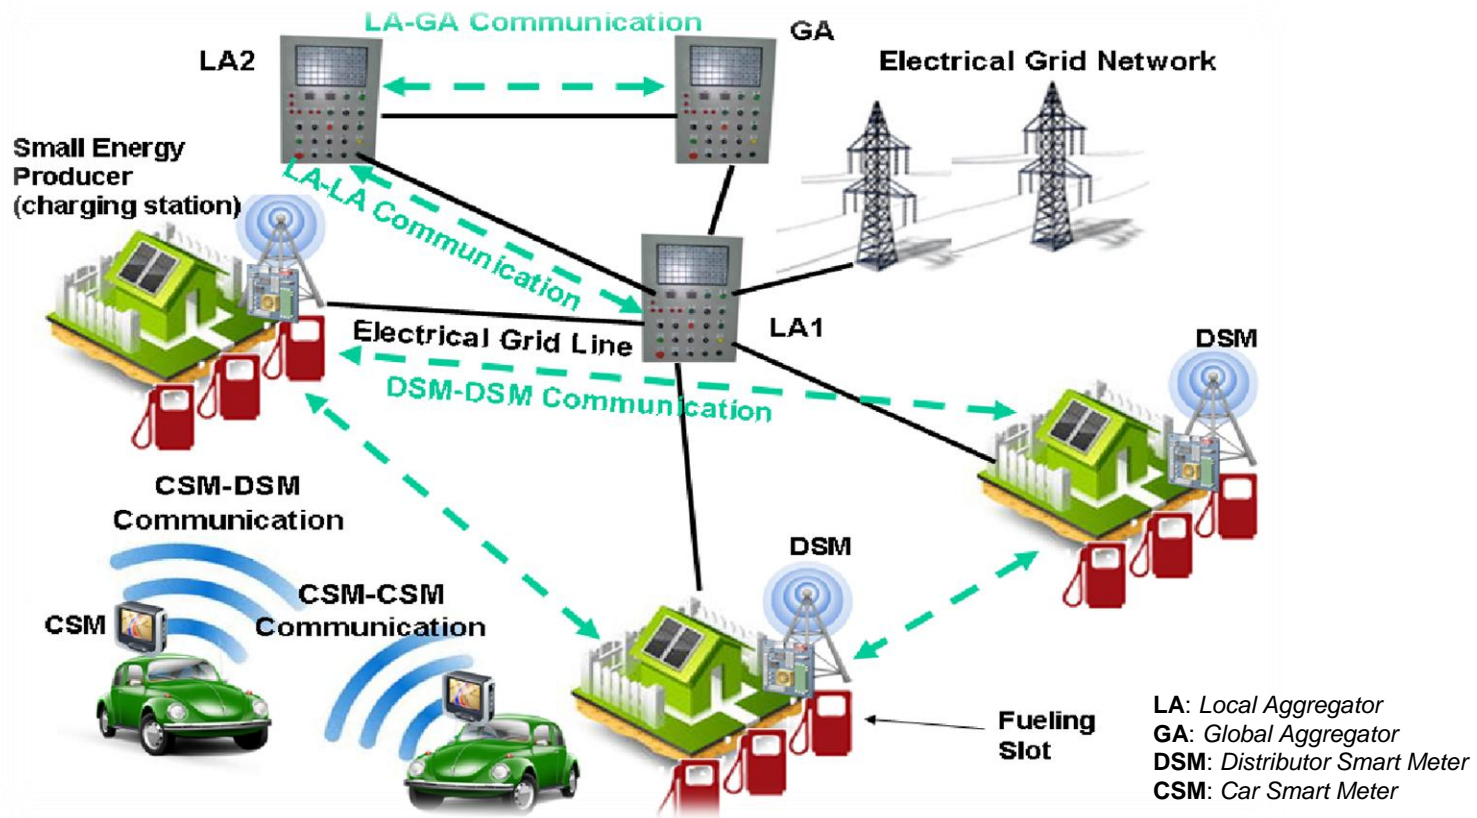 LA-GA Communication
GA
LA2
Electrical Grid Network
Small Energy
Producer
(charging station)
LA-LA Communication
LA1
Electrical Grid Line
DSM
DSM-DSM Communication
CSM-DSM
Communication
DSM
CSM-CSM
Communication
CSM
Fueling
Slot
LA: Local Aggregator
GA: Global Aggregator
DSM: Distributor Smart Meter
CSM: Car Smart Meter